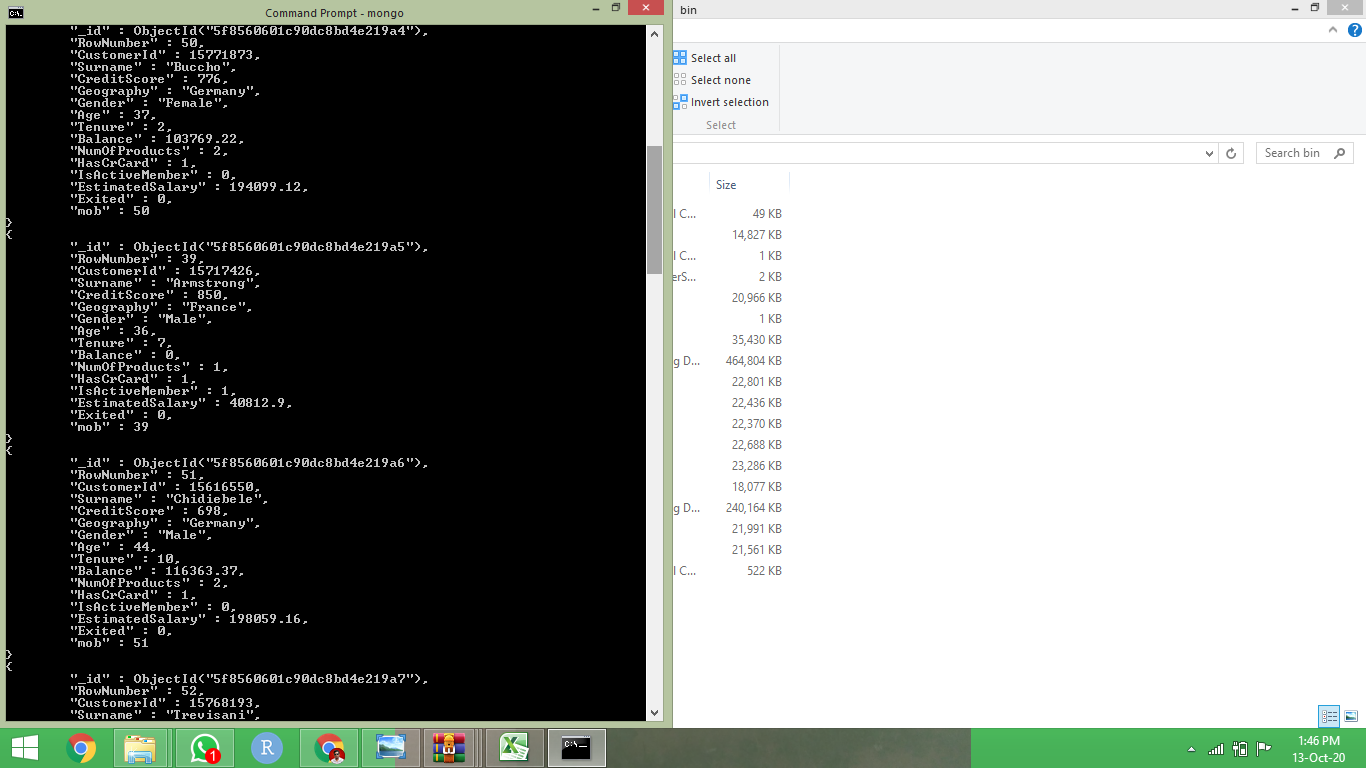 Command Prompt - mongo
"_id" : ObjectId("5f8560601c90dc8bd4e219a4"),
"RowNumber" : 50,
"CustomerId" : 15771873,
"Surname" : "Buccho",
"CreditScore" : 776,
"Geography" : "Germany",
"Gender" : "Female",
"Age" : 37,
"Tenure" : 2,
"Balance" : 103769.22,
"NumOfProducts" : 2,
"HasCrCard" : 1,
"IsActiveMember" : 0,
"EstimatedSalary" : 194099.12,
"Exited" : 0,
"mob" : 50
}
{
"_id" : ObjectId("5f8560601c90dc8bd4e219a5"),
"RowNumber" : 39,
"CustomerId" : 15717426,
"Surname" : "Armstrong",
"CreditScore" : 850,
"Geography" : "France",
"Gender" : "Male",
"Age" : 36,
"Tenure" : 7,
"Balance" : 0,
"NumOfProducts" : 1,
"HasCrCard" : 1,
"IsActiveMember" : 1,
"EstimatedSalary" : 40812.9,
"Exited" : 0,
"mob" : 39
}
{
"_id" : ObjectId("5f8560601c90dc8bd4e219a6"),
"RowNumber" : 51,
"CustomerId" : 15616550,
"Surname" : "Chidiebele",
"CreditScore" : 698,
"Geography" : "Germany",
"Gender" : "Male",
"Age" : 44,
"Tenure" : 10,
"Balance" : 116363.37,
"NumOfProducts" : 2,
"HasCrCard" : 1,
"IsActiveMember" : 0,
"EstimatedSalary" : 198059.16,
"Exited" : 0,
"mob" : 51
}
{
"_id" : ObjectId("5f8560601c90dc8bd4e219a7"),
"RowNumber" : 52,
"CustomerId" : 15768193,
"Surname" : "Trevisani",
bin
Select all
Select none
Invert selection
Select
Search bin
Size
l C... 49 KB
14,827 KB
l C... 1 KB
erS... 2 KB
20,966 KB
1 KB
35,430 KB
g D... 464,804 KB
22,801 KB
22,436 KB
22,370 KB
22,688 KB
23,286 KB
18,077 KB
g D... 240,164 KB
21,991 KB
21,561 KB
l C... 522 KB
1
R
C:\
1:46 PM
13-Oct-20